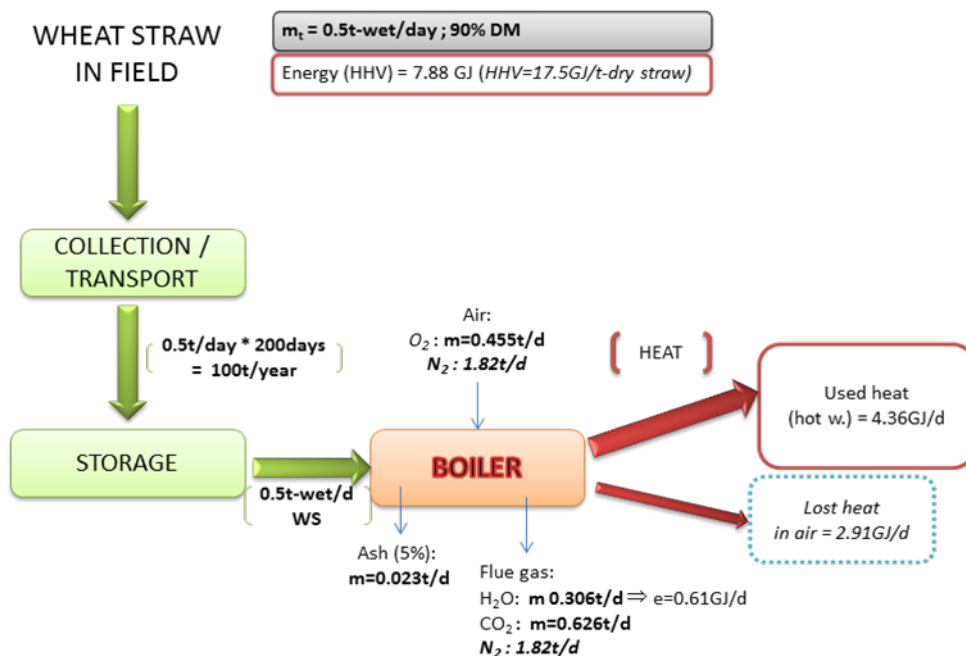 WHEAT STRAW
IN FIELD
mₜ = 0.5t-wet/day ; 90% DM
Energy (HHV) = 7.88 GJ (HHV=17.5GJ/t-dry straw)
COLLECTION /
TRANSPORT
0.5t/day * 200days
= 100t/year
Air:
O₂ : m=0.455t/d
N₂ : 1.82t/d
HEAT
Used heat
(hot w.) = 4.36GJ/d
STORAGE
0.5t-wet/d
WS
BOILER
Lost heat
in air = 2.91GJ/d
Ash (5%):
m=0.023t/d
Flue gas:
H₂O: m 0.306t/d ⇒ e=0.61GJ/d
CO₂: m=0.626t/d
N₂ : 1.82t/d